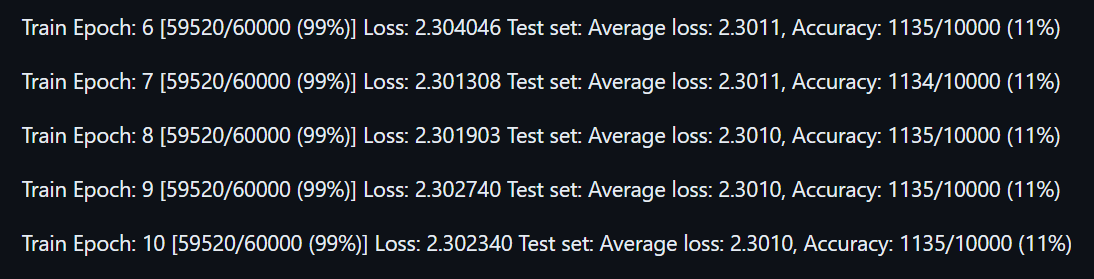 Train Epoch: 6 [59520/60000 (99%)] Loss: 2.304046 Test set: Average loss: 2.3011, Accuracy: 1135/10000 (11%)
Train Epoch: 7 [59520/60000 (99%)] Loss: 2.301308 Test set: Average loss: 2.3011, Accuracy: 1134/10000 (11%)
Train Epoch: 8 [59520/60000 (99%)] Loss: 2.301903 Test set: Average loss: 2.3010, Accuracy: 1135/10000 (11%)
Train Epoch: 9 [59520/60000 (99%)] Loss: 2.302740 Test set: Average loss: 2.3010, Accuracy: 1135/10000 (11%)
Train Epoch: 10 [59520/60000 (99%)] Loss: 2.302340 Test set: Average loss: 2.3010, Accuracy: 1135/10000 (11%)